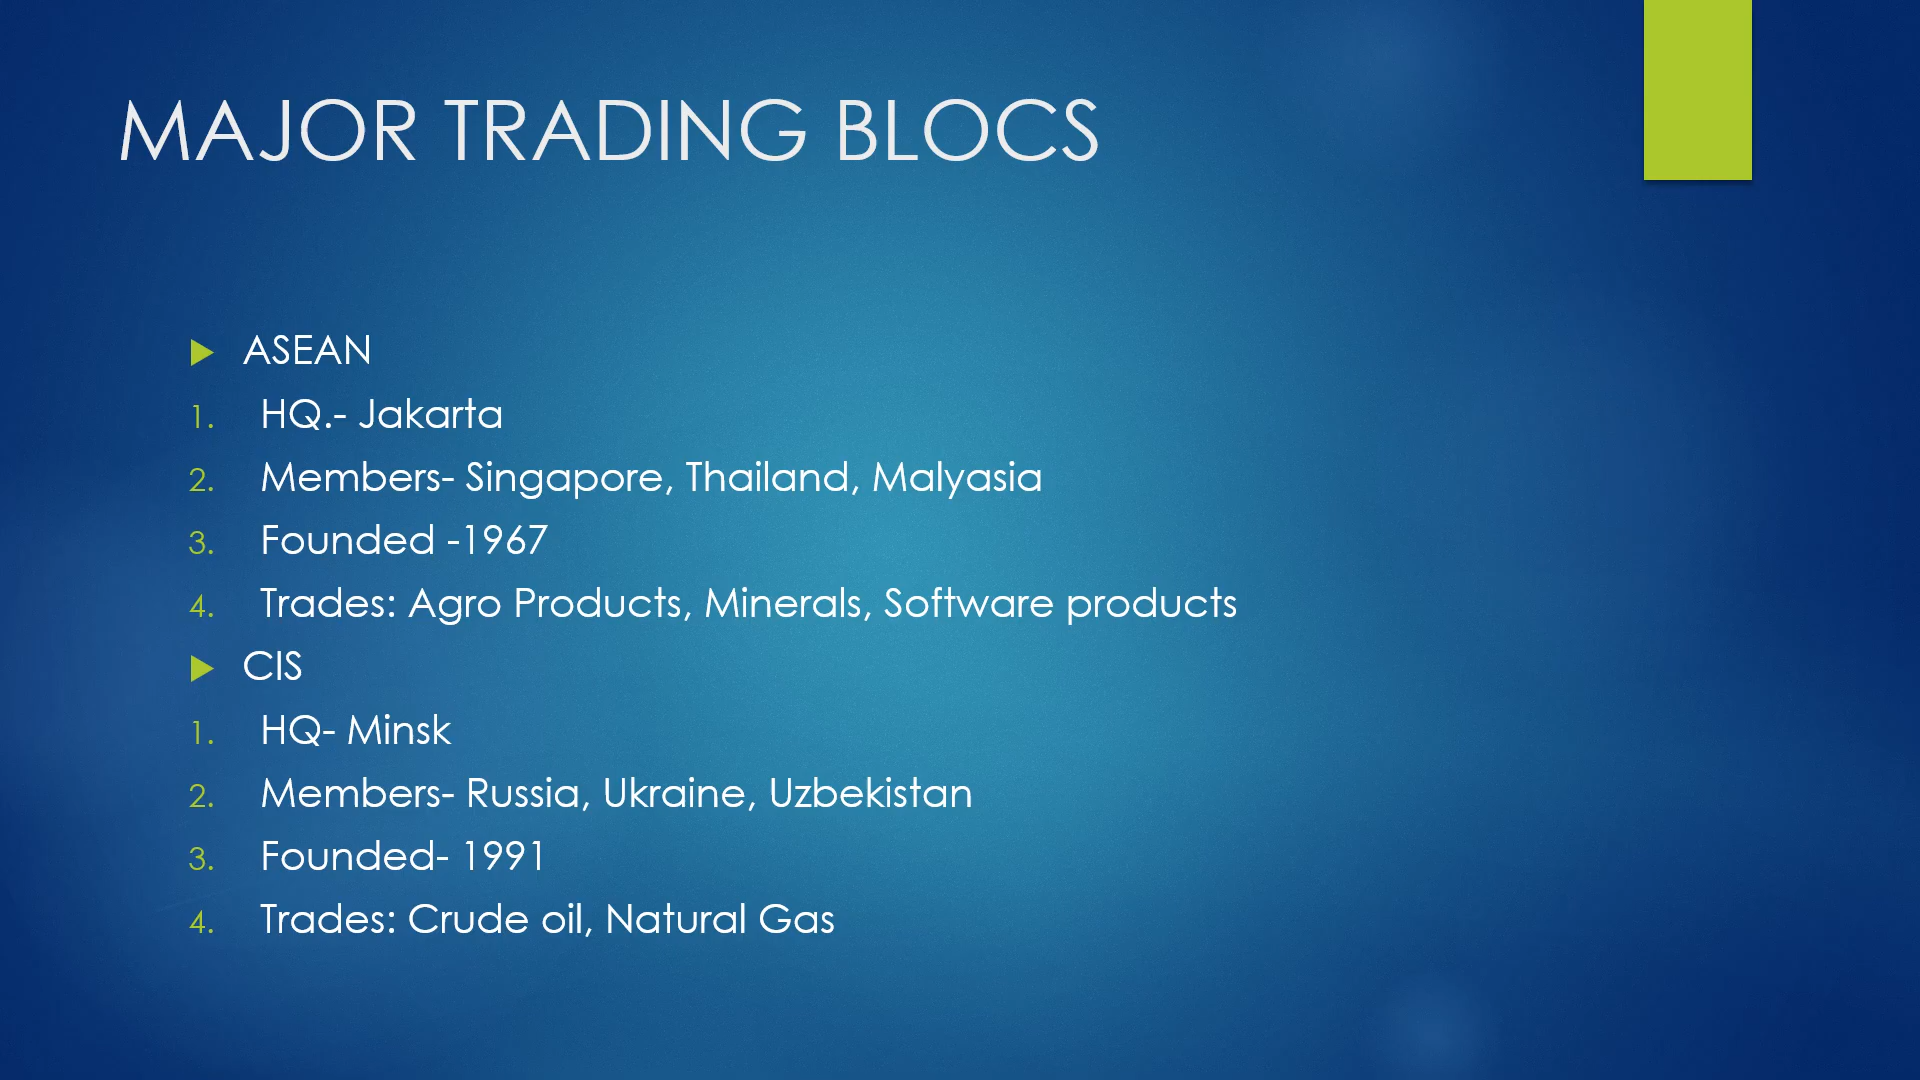 MAJOR TRADING BLOCS
ASEAN
1. HQ.- Jakarta
2. Members- Singapore, Thailand, Malyasia
3. Founded -1967
4. Trades: Agro Products, Minerals, Software products
CIS
1. HQ- Minsk
2. Members- Russia, Ukraine, Uzbekistan
3. Founded- 1991
4. Trades: Crude oil, Natural Gas